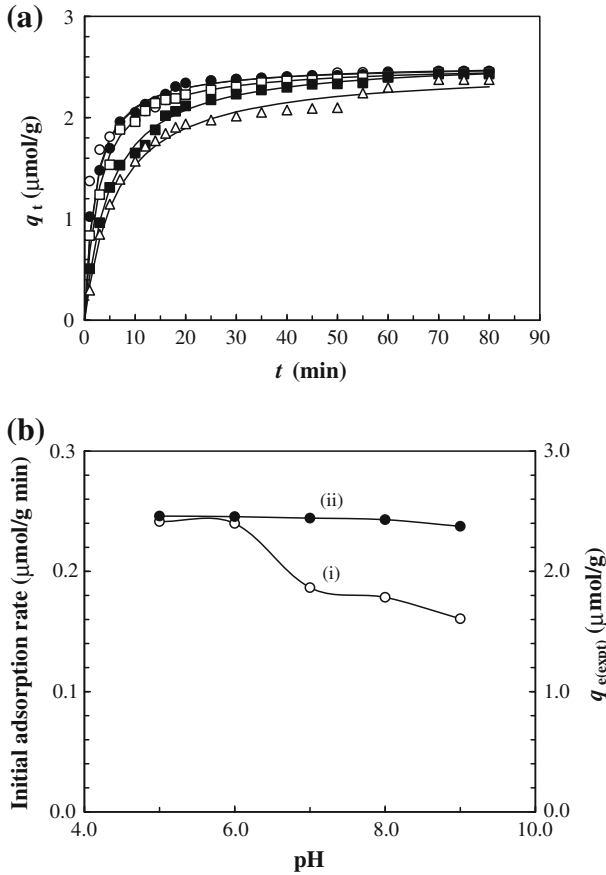 (a)
3
2
1
0
q t (μmol/g)
0 10 20 30 40 50 60 70 80 90
t (min)
(b)
0.3
0.2
0.1
0.0
Initial adsorption rate (μmol/g min)
(ii)
(i)
3.0
2.0
1.0
0.0
q e(expt) (μmol/g)
4.0 6.0 8.0 10.0
pH